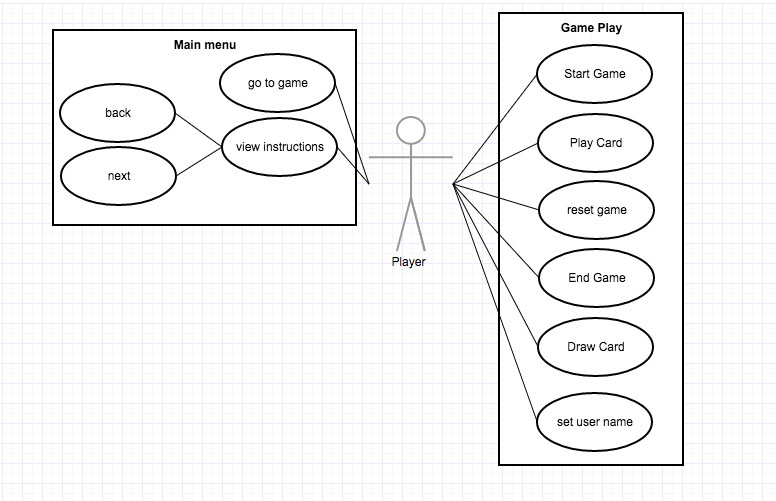 Main menu
go to game
back
view instructions
next
Player
Game Play
Start Game
Play Card
reset game
End Game
Draw Card
set user name